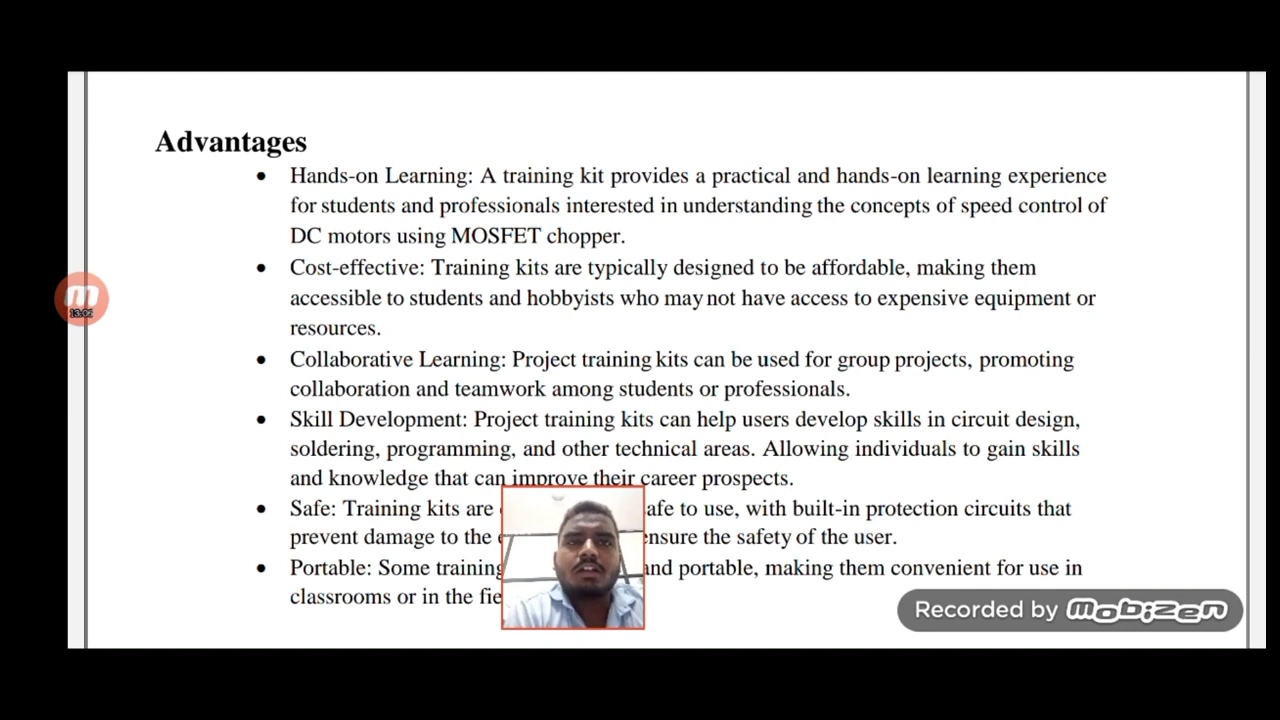 Advantages
Hands-on Learning: A training kit provides a practical and hands-on learning experience
for students and professionals interested in understanding the concepts of speed control of
DC motors using MOSFET chopper.
Cost-effective: Training kits are typically designed to be affordable, making them
accessible to students and hobbyists who may not have access to expensive equipment or
resources.
Collaborative Learning: Project training kits can be used for group projects, promoting
collaboration and teamwork among students or professionals.
Skill Development: Project training kits can help users develop skills in circuit design,
soldering, programming, and other technical areas. Allowing individuals to gain skills
and knowledge that can improve their career prospects.
Safe: Training kits are afe to use, with built-in protection circuits that
prevent damage to the ensure the safety of the user.
Portable: Some training and portable, making them convenient for use in
classrooms or in the fie
m
13:05
Recorded by mobizen